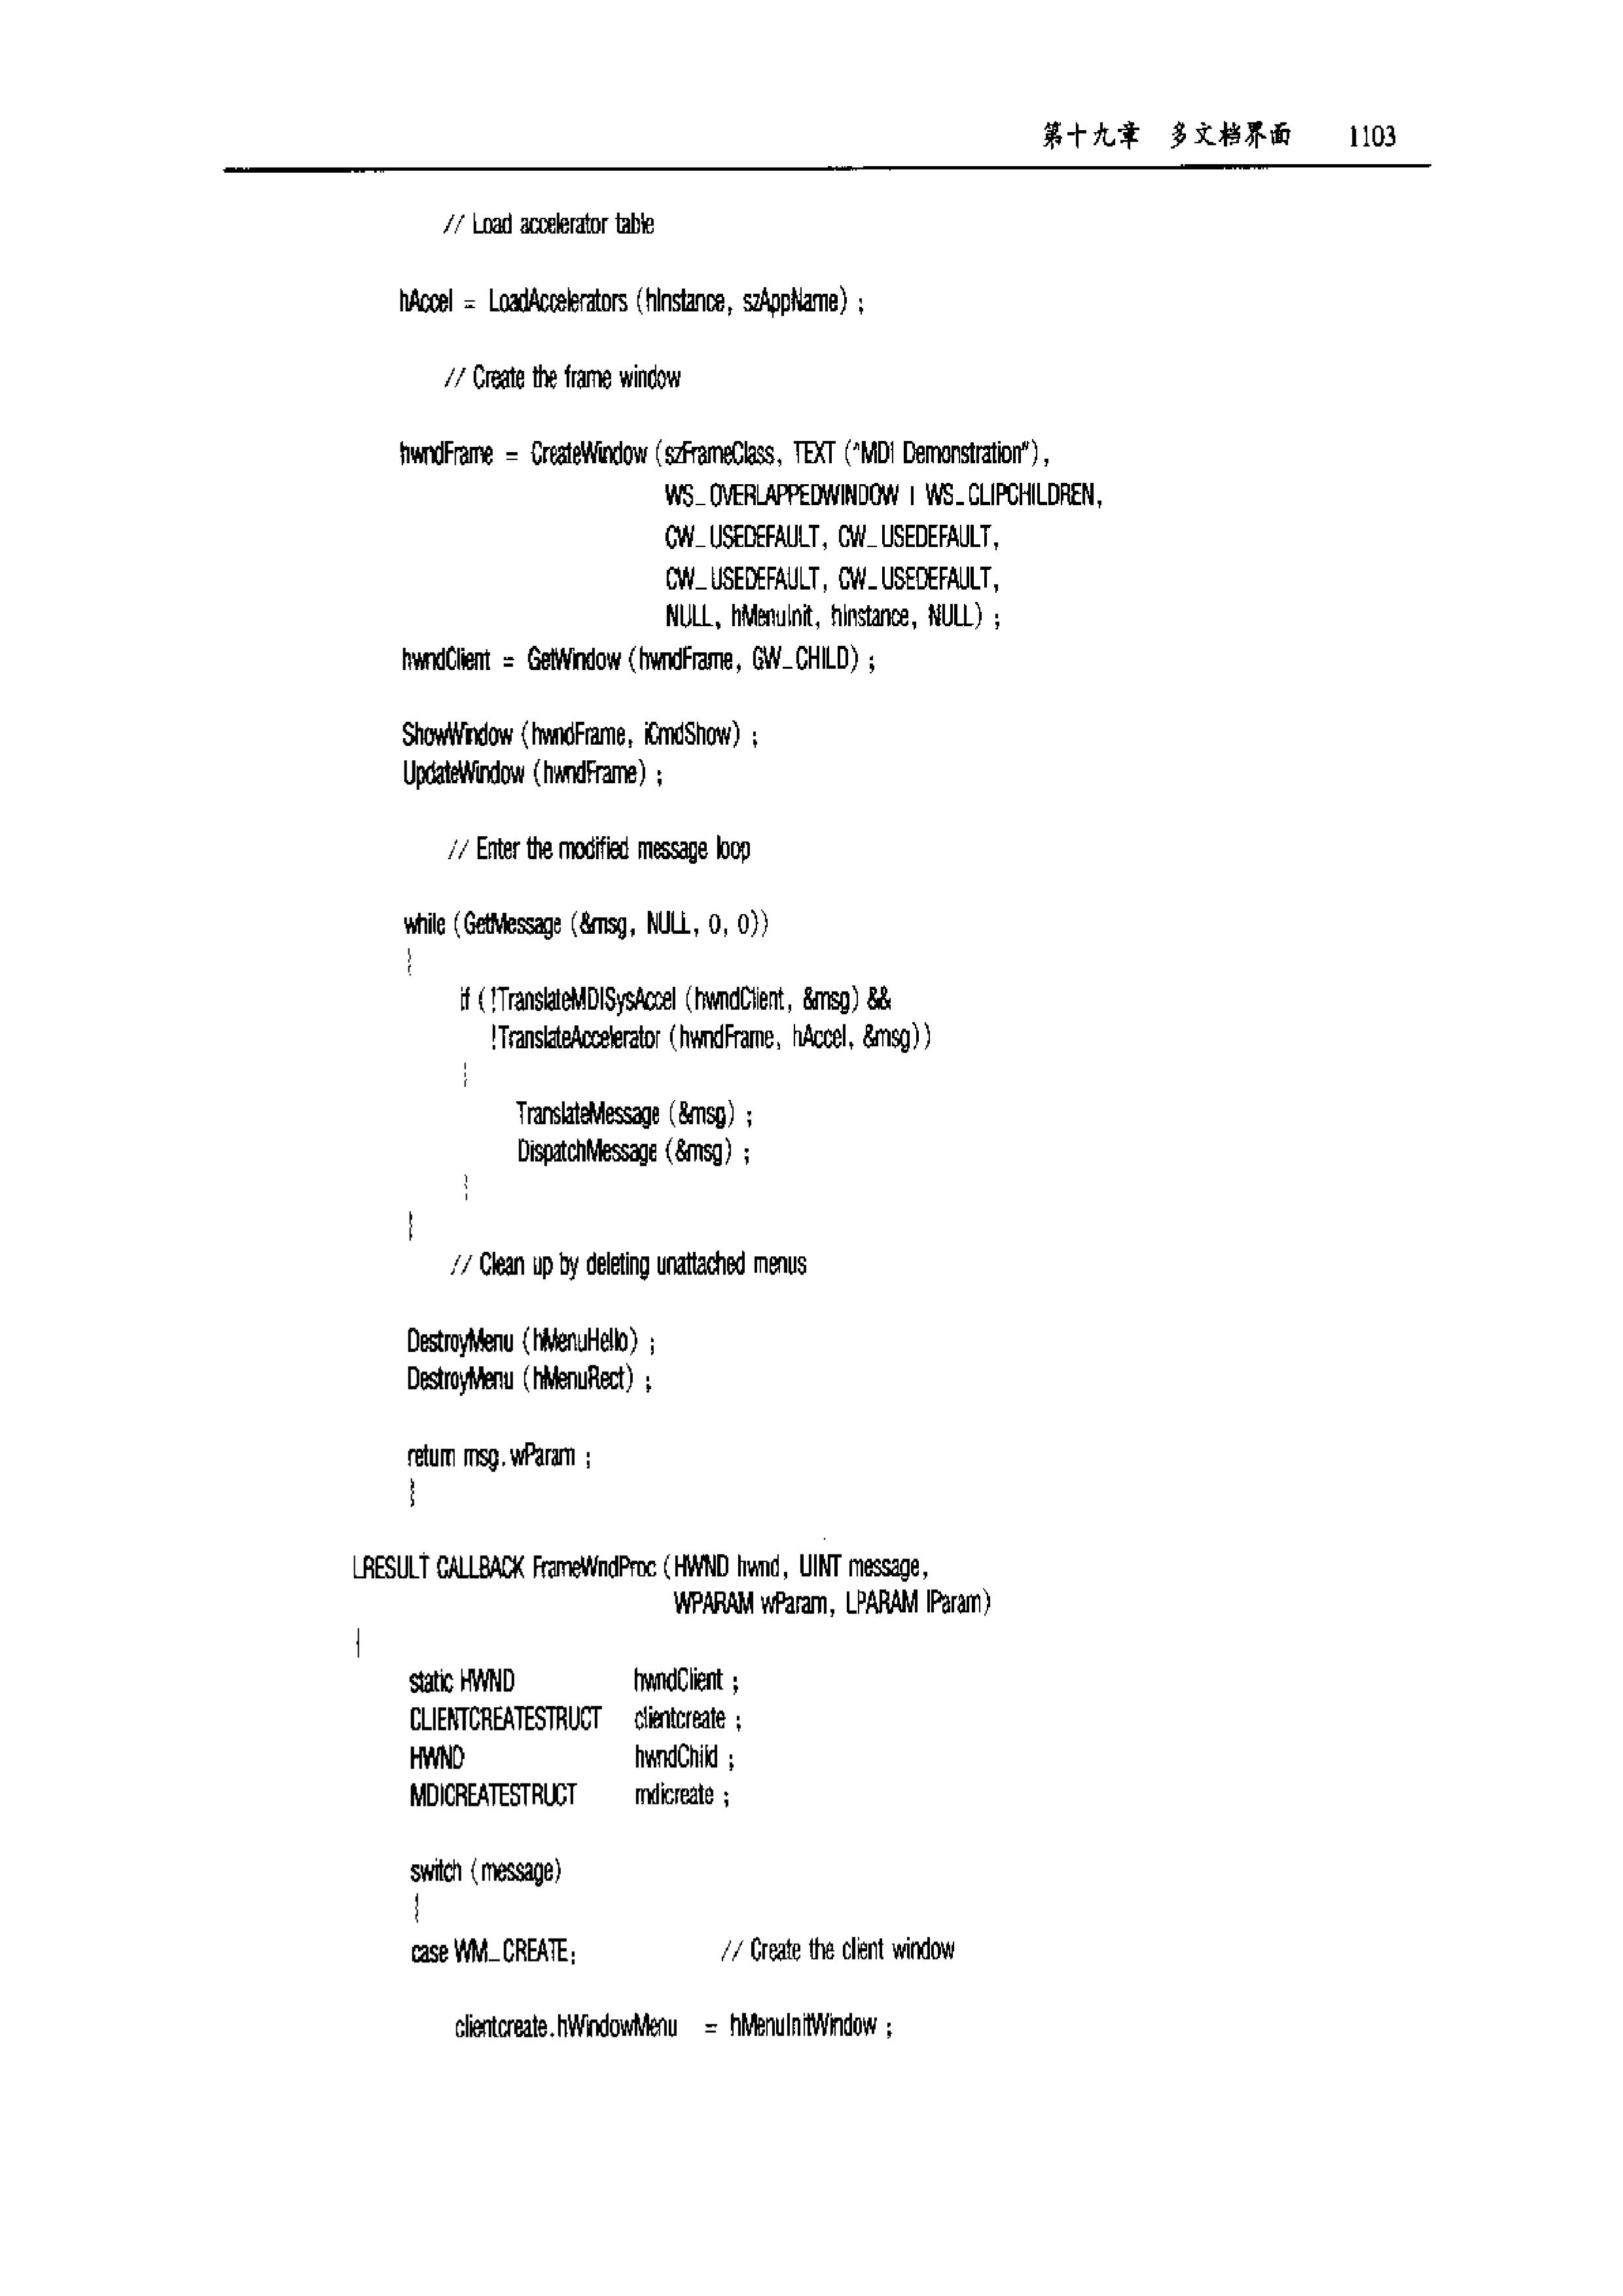 第十九章 多文档界面 1103
// Load accelerator table
hAccel = LoadAccelerators (hInstance, szAppName) ;
// Create the frame window
hwndFrame = CreateWindow (szFrameClass, TEXT ("MDI Demonstration"),
WS_OVERLAPPEDWINDOW | WS_CLIPCHILDREN,
CW_USEDEFAULT, CW_USEDEFAULT,
CW_USEDEFAULT, CW_USEDEFAULT,
NULL, hMenuInit, hInstance, NULL) ;
hwndClient = GetWindow (hwndFrame, GW_CHILD) ;
ShowWindow (hwndFrame, iCmdShow) ;
UpdateWindow (hwndFrame) ;
// Enter the modified message loop
while (GetMessage (&msg, NULL, 0, 0))
{
if (!TranslateMDISysAccel (hwndClient, &msg) &&
!TranslateAccelerator (hwndFrame, hAccel, &msg))
{
TranslateMessage (&msg) ;
DispatchMessage (&msg) ;
}
}
// Clean up by deleting unattached menus
DestroyMenu (hMenuHello) ;
DestroyMenu (hMenuRect) ;
return msg.wParam ;
}
LRESULT CALLBACK FrameWndProc (HWND hwnd, UINT message,
WPARAM wParam, LPARAM lParam)
{
static HWND hwndClient ;
CLIENTCREATESTRUCT clientcreate ;
HWND hwndChild ;
MDICREATESTRUCT mdicreate ;
switch (message)
{
case WM_CREATE: // Create the client window
clientcreate.hWindowMenu = hMenuInitWindow ;